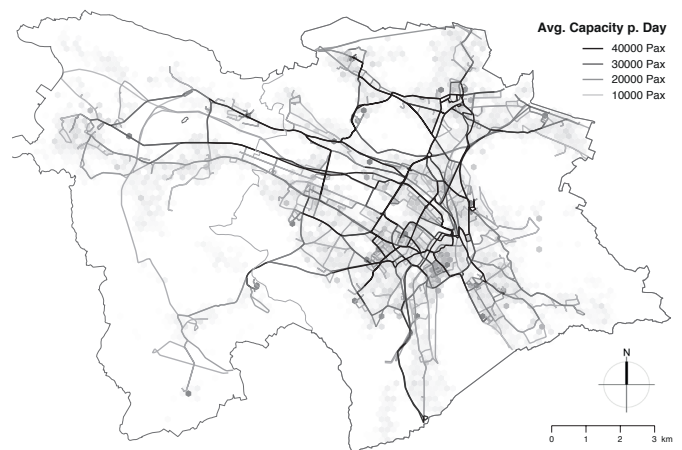 Avg. Capacity p. Day
40000 Pax
30000 Pax
20000 Pax
10000 Pax
N
0 1 2 3 km